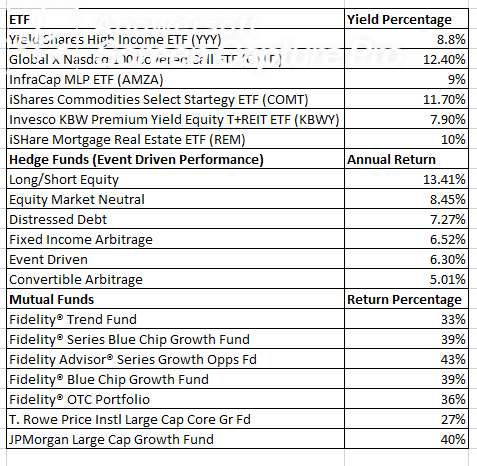 Apowersoft
Screen Capture Pro
ETF Yield Percentage
Yield Shares High Income ETF (YYY) 8.8%
Global X Nasdaq 100 Covered Call ETF 12.40%
InfraCap MLP ETF (AMZA) 9%
iShares Commodities Select Startegy ETF (COMT) 11.70%
Invesco KBW Premium Yield Equity T+REIT ETF (KBWY) 7.90%
iSHare Mortgage Real Estate ETF (REM) 10%
Hedge Funds (Event Driven Performance) Annual Return
Long/Short Equity 13.41%
Equity Market Neutral 8.45%
Distressed Debt 7.27%
Fixed Income Arbitrage 6.52%
Event Driven 6.30%
Convertible Arbitrage 5.01%
Mutual Funds Return Percentage
Fidelity® Trend Fund 33%
Fidelity® Series Blue Chip Growth Fund 39%
Fidelity Advisor® Series Growth Opps Fd 43%
Fidelity® Blue Chip Growth Fund 39%
Fidelity® OTC Portfolio 36%
T. Rowe Price Instl Large Cap Core Gr Fd 27%
JPMorgan Large Cap Growth Fund 40%